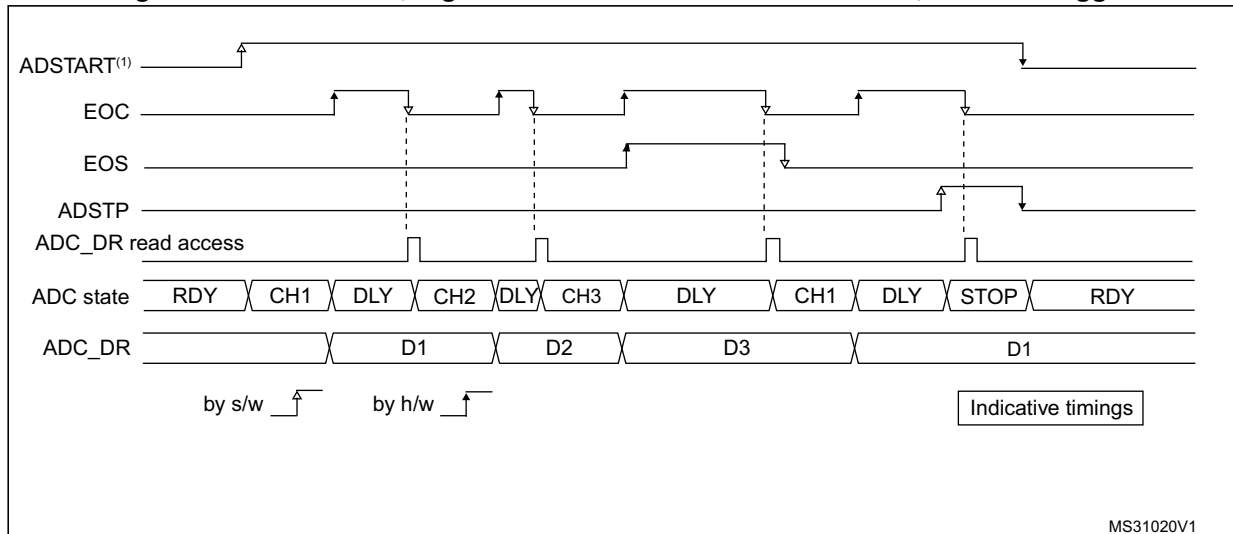 ADSTART(1)
EOC
EOS
ADSTP
ADC_DR read access
ADC state RDY CH1 DLY CH2 DLY CH3 DLY CH1 DLY STOP RDY
ADC_DR D1 D2 D3 D1
by s/w by h/w Indicative timings
MS31020V1